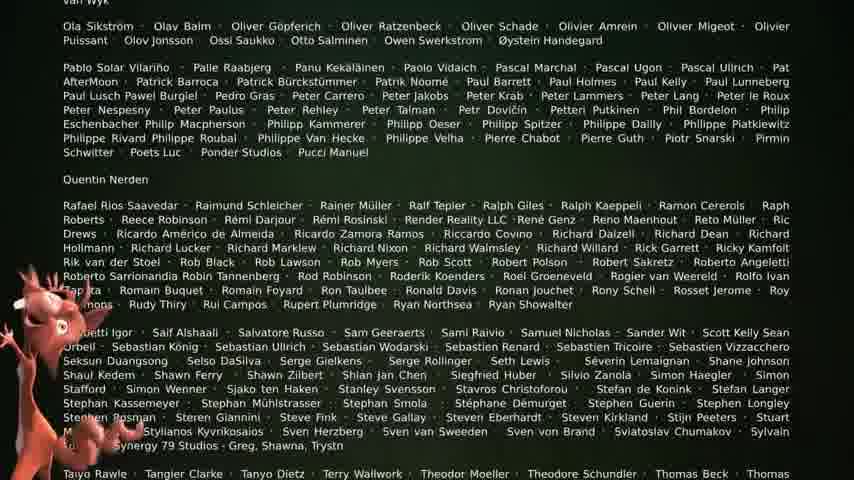 van Wyk
Ola Sikström · Olav Balm · Oliver Göpferich · Oliver Ratzenbeck · Oliver Schade · Olivier Amrein · Olivier Migeot · Olivier
Puissant · Olov Jonsson · Ossi Saukko · Otto Salminen · Owen Swerkstrom · Øystein Handegard
Pablo Solar Vilariño · Palle Raabjerg · Panu Kekäläinen · Paolo Vidaich · Pascal Marchal · Pascal Ugon · Pascal Ullrich · Pat
AfterMoon · Patrick Barroca · Patrick Bürckstümmer · Patrik Noomé · Paul Barrett · Paul Holmes · Paul Kelly · Paul Lunneberg
Paul Lusch Pawel Burgiel · Pedro Gras · Peter Carrero · Peter Jakobs · Peter Krab · Peter Lammers · Peter Lang · Peter le Roux
Peter Nespesny · Peter Paulus · Peter Rehley · Peter Talman · Petr Dovičín · Petteri Putkinen · Phil Bordelon · Philip
Eschenbacher Philip Macpherson · Philipp Kammerer · Philipp Oeser · Philipp Spitzer · Philippe Dailly · Philippe Piatkiewitz
Philippe Rivard Philippe Roubal · Philippe Van Hecke · Philippe Velha · Pierre Chabot · Pierre Guth · Piotr Snarski · Pirmin
Schwitter · Poets Luc · Ponder Studios · Pucci Manuel
Quentin Nerden
Rafael Rios Saavedar · Raimund Schleicher · Rainer Müller · Ralf Tepler · Ralph Giles · Ralph Kaeppeli · Ramon Cererols · Raph
Roberts · Reece Robinson · Rémi Darjour · Rémi Rosinski · Render Reality LLC · René Genz · Reno Maenhout · Reto Müller · Ric
Drews · Ricardo Américo de Almeida · Ricardo Zamora Ramos · Riccardo Covino · Richard Dalzell · Richard Dean · Richard
Hollmann · Richard Lucker · Richard Marklew · Richard Nixon · Richard Walmsley · Richard Willard · Rick Garrett · Ricky Kamfolt
Rik van der Stoel · Rob Black · Rob Lawson · Rob Myers · Rob Scott · Robert Polson · Robert Sakretz · Roberto Angeletti
Roberto Sarrionandia Robin Tannenberg · Rod Robinson · Roderik Koenders · Roel Groeneveld · Rogier van Weereld · Rolfo Ivan
· Romain Buquet · Romain Foyard · Ron Taulbee · Ronald Davis · Ronan Jouchet · Rony Schell · Rosset Jerome · Roy
· Rudy Thiry · Rui Campos · Rupert Plumridge · Ryan Northsea · Ryan Showalter
Igor · Saif Alshaali · Salvatore Russo · Sam Geeraerts · Sami Raivio · Samuel Nicholas · Sander Wit · Scott Kelly Sean
· Sebastian König · Sebastian Ullrich · Sebastian Wodarski · Sebastien Renard · Sebastien Tricoire · Sebastien Vizzacchero
Seksun Duangsong · Selso DaSilva · Serge Gielkens · Serge Rollinger · Seth Lewis · Séverin Lemaignan · Shane Johnson
Shaul Kedem · Shawn Ferry · Shawn Zilbert · Shian Jan Chen · Siegfried Huber · Silvio Zanola · Simon Haegler · Simon
Stafford · Simon Wenner · Sjako ten Haken · Stanley Svensson · Stavros Christoforou · Stefan de Konink · Stefan Langer
Stephan Kassemeyer · Stephan Mühlstrasser · Stephan Smola · Stéphane Démurget · Stephen Guerin · Stephen Longley
Stephen Posman · Steren Giannini · Steve Fink · Steve Gallay · Steven Eberhardt · Steven Kirkland · Stijn Peeters · Stuart
· Stylianos Kyvrikosaios · Sven Herzberg · Sven van Sweeden · Sven von Brand · Sviatoslav Chumakov · Sylvain
· Synergy 79 Studios - Greg, Shawna, Trystn
Taiyo Rawle · Tangier Clarke · Tanyo Dietz · Terry Wallwork · Theodor Moeller · Theodore Schundler · Thomas Beck · Thomas